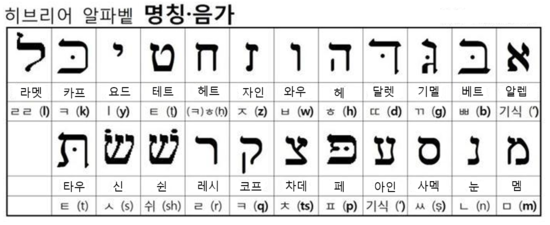 히브리어 알파벹 명칭·음가
א בּ גּ דּ ה ו ז ח ט י כּ ל
라멧 카프 요드 테트 헤트 자인 와우 헤 달렛 기멜 베트 알렙
ㄹㄹ (l) ㅋ (k) ㅣ(y) ㅌ (ṭ) (ㅋ)ㅎ(ḥ) ㅈ (z) ㅂ (w) ㅎ (h) ㄸ (d) ㄲ (g) ㅃ (b) 기식 (’)
מ נ ס ע פּ צ ק ר שׁ שׂ תּ
타우 신 쉰 레시 코프 차데 페 아인 사멕 눈 멤
ㅌ (t) ㅅ (s) 쉬 (sh) ㄹ (r) ㅋ (q) ㅊ (ts) ㅍ (p) 기식 (‘) ㅆ (ṣ) ㄴ (n) ㅁ (m)